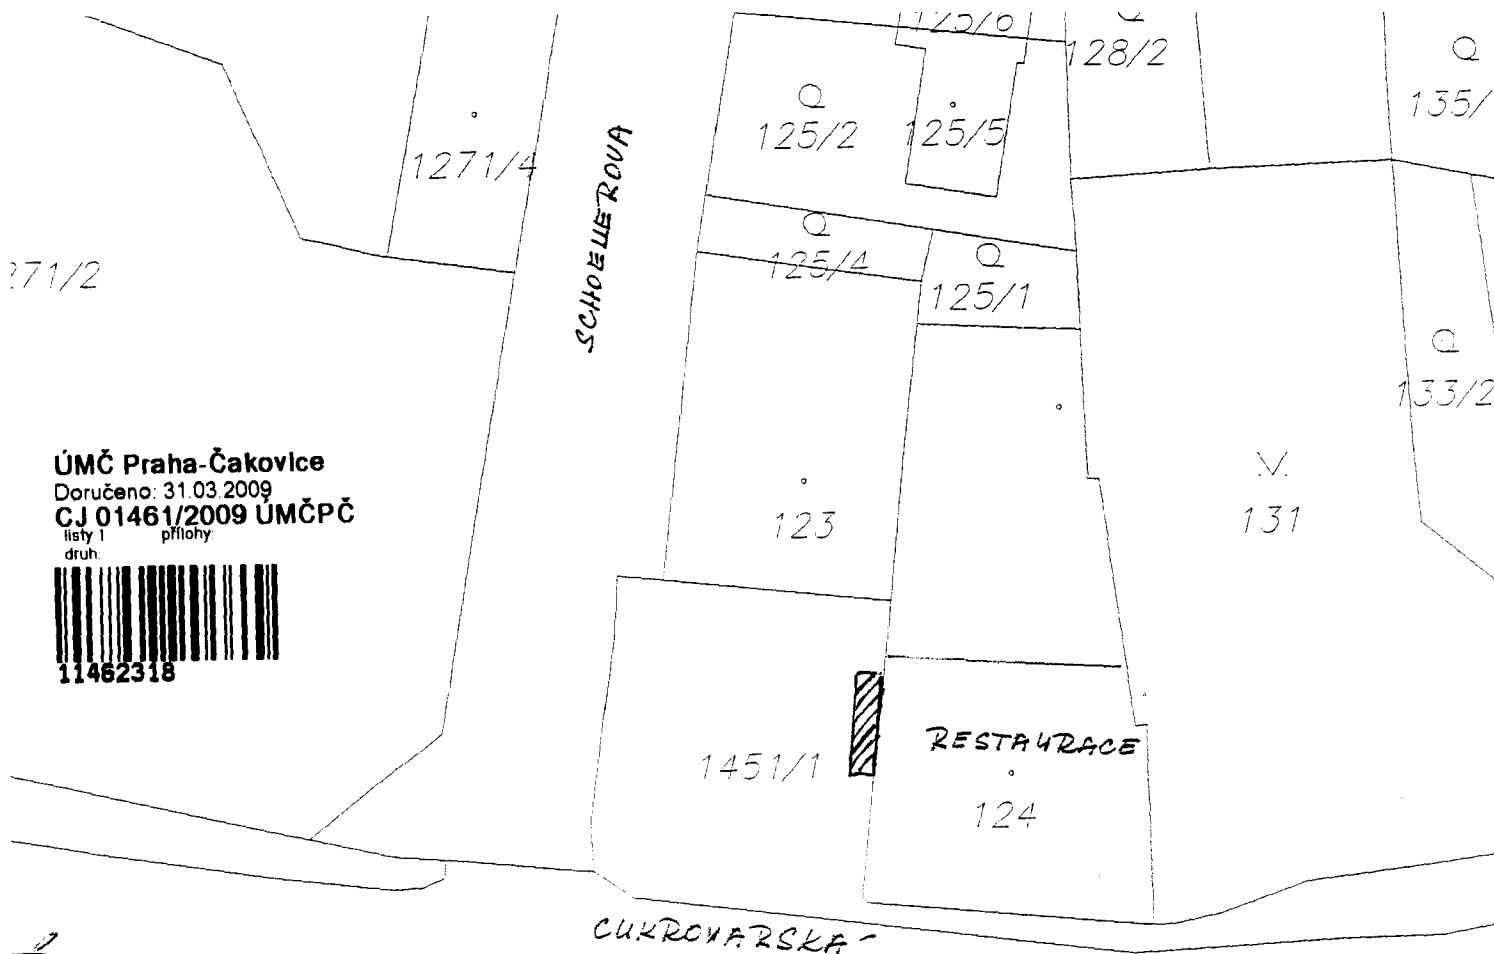 125/6
128/2
135/
125/2
125/5
1271/4
SCHOELLEROVA
125/4
125/1
271/2
133/2
ÚMČ Praha-Čakovice
Doručeno: 31.03.2009
CJ 01461/2009 ÚMČPČ
listy 1 přílohy:
druh:
11462318
123
131
RESTAURACE
1451/1
124
CUKROVARSKÁ